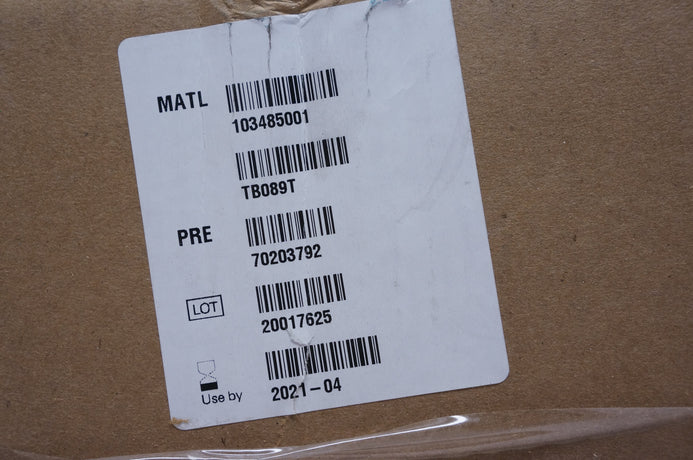 MATL
103485001
TB089T
PRE
70203792
LOT
20017625
Use by
2021-04